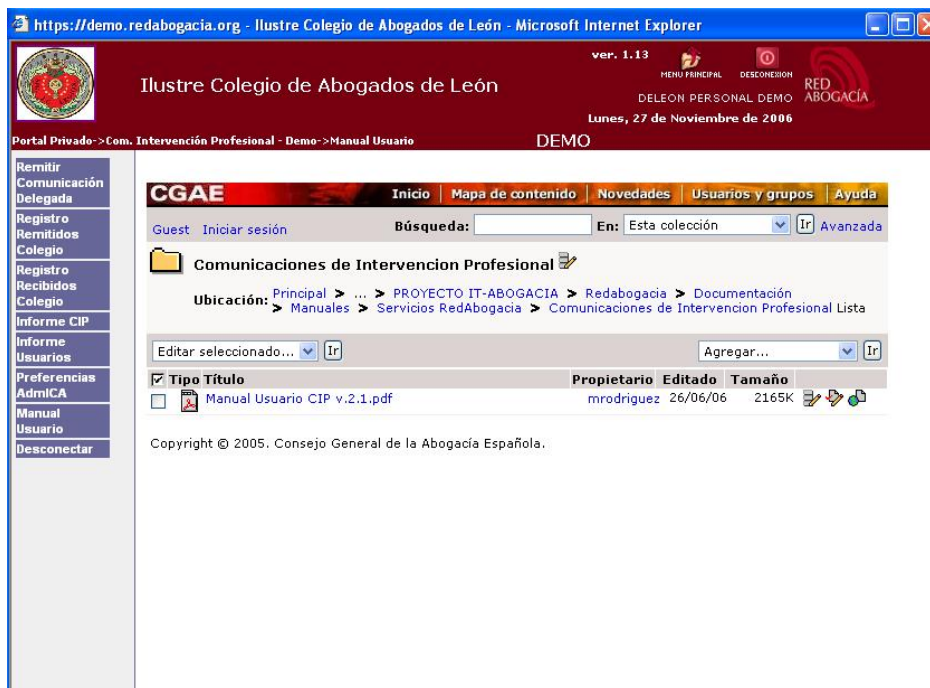 https://demo.redabogacia.org - Ilustre Colegio de Abogados de León - Microsoft Internet Explorer
ver. 1.13
MENU PRINCIPAL DESCONEXION
Ilustre Colegio de Abogados de León
RED
ABOGACÍA
DELEON PERSONAL DEMO
Lunes, 27 de Noviembre de 2006
Portal Privado->Com. Intervención Profesional - Demo->Manual Usuario
DEMO
Remitir
Comunicación
Delegada
Registro
Remitidos
Colegio
Registro
Recibidos
Colegio
Informe CIP
Informe
Usuarios
Preferencias
AdmICA
Manual
Usuario
Desconectar
CGAE Inicio | Mapa de contenido | Novedades | Usuarios y grupos | Ayuda
Guest Iniciar sesión Búsqueda: En: Esta colección Ir Avanzada
Comunicaciones de Intervencion Profesional
Ubicación: Principal > ... > PROYECTO IT-ABOGACIA > Redabogacia > Documentación
> Manuales > Servicios RedAbogacia > Comunicaciones de Intervencion Profesional Lista
Editar seleccionado... Ir Agregar... Ir
Tipo Título Propietario Editado Tamaño
Manual Usuario CIP v.2.1.pdf mrodriguez 26/06/06 2165K
Copyright © 2005. Consejo General de la Abogacía Española.